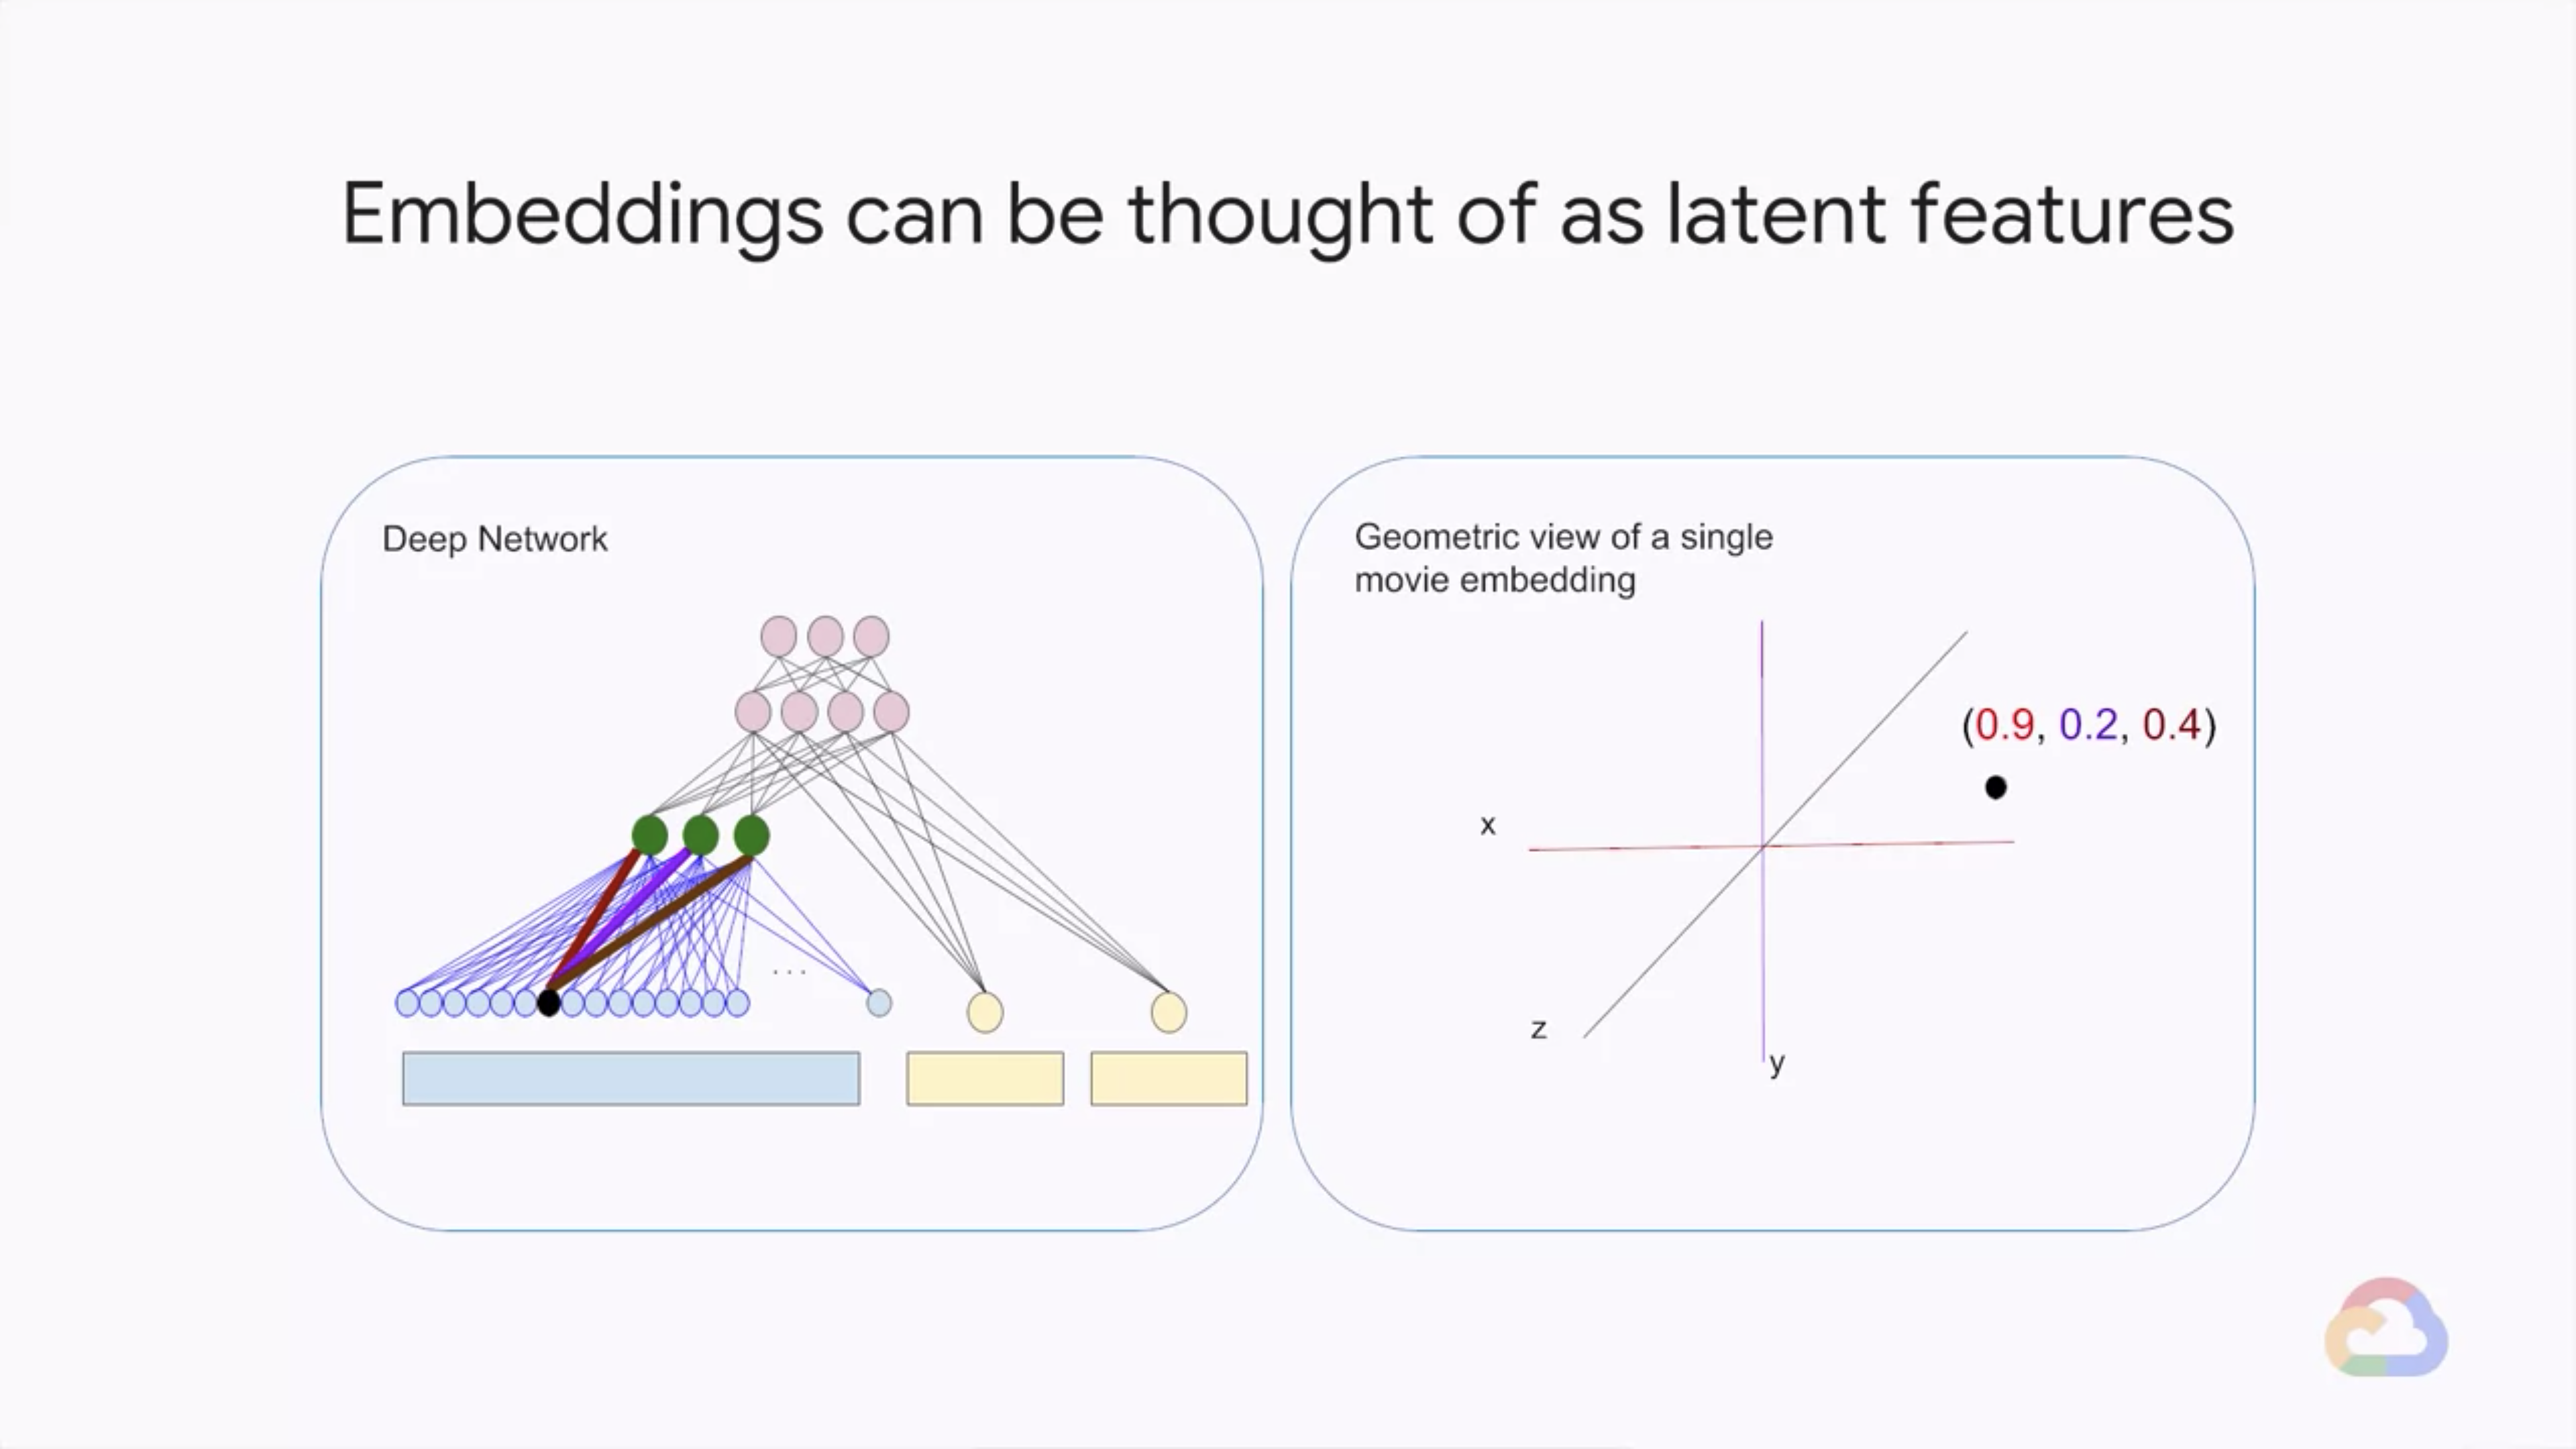 Embeddings can be thought of as latent features
Deep Network
...
Geometric view of a single
movie embedding
(0.9, 0.2, 0.4)
x
z
y